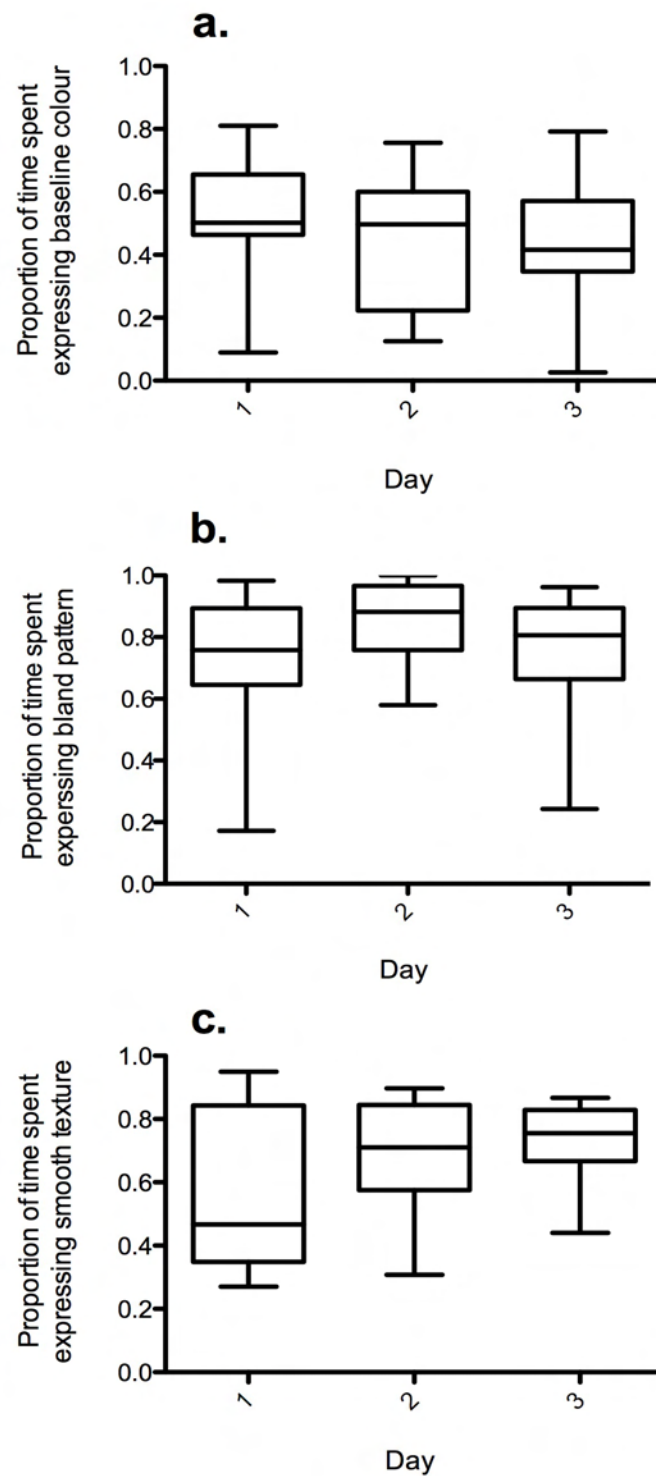 a.
Proportion of time spent
expressing baseline colour
1.0
0.8
0.6
0.4
0.2
0.0
1
2
3
Day
b.
Proportion of time spent
experssing bland pattern
1.0
0.8
0.6
0.4
0.2
0.0
1
2
3
Day
c.
Proportion of time spent
expressing smooth texture
1.0
0.8
0.6
0.4
0.2
0.0
1
2
3
Day